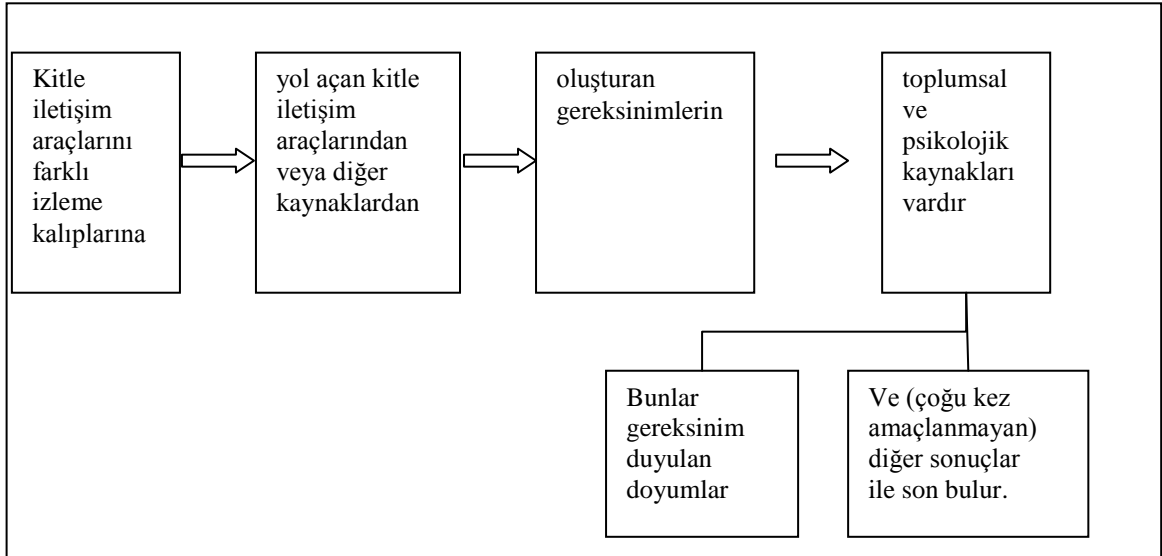 Kitle
iletişim
araçlarını
farklı
izleme
kalıplarına
yol açan kitle
iletişim
araçlarından
veya diğer
kaynaklardan
oluşturan
gereksinimlerin
toplumsal
ve
psikolojik
kaynakları
vardır
Bunlar
gereksinim
duyulan
doyumlar
Ve (çoğu kez
amaçlanmayan)
diğer sonuçlar
ile son bulur.